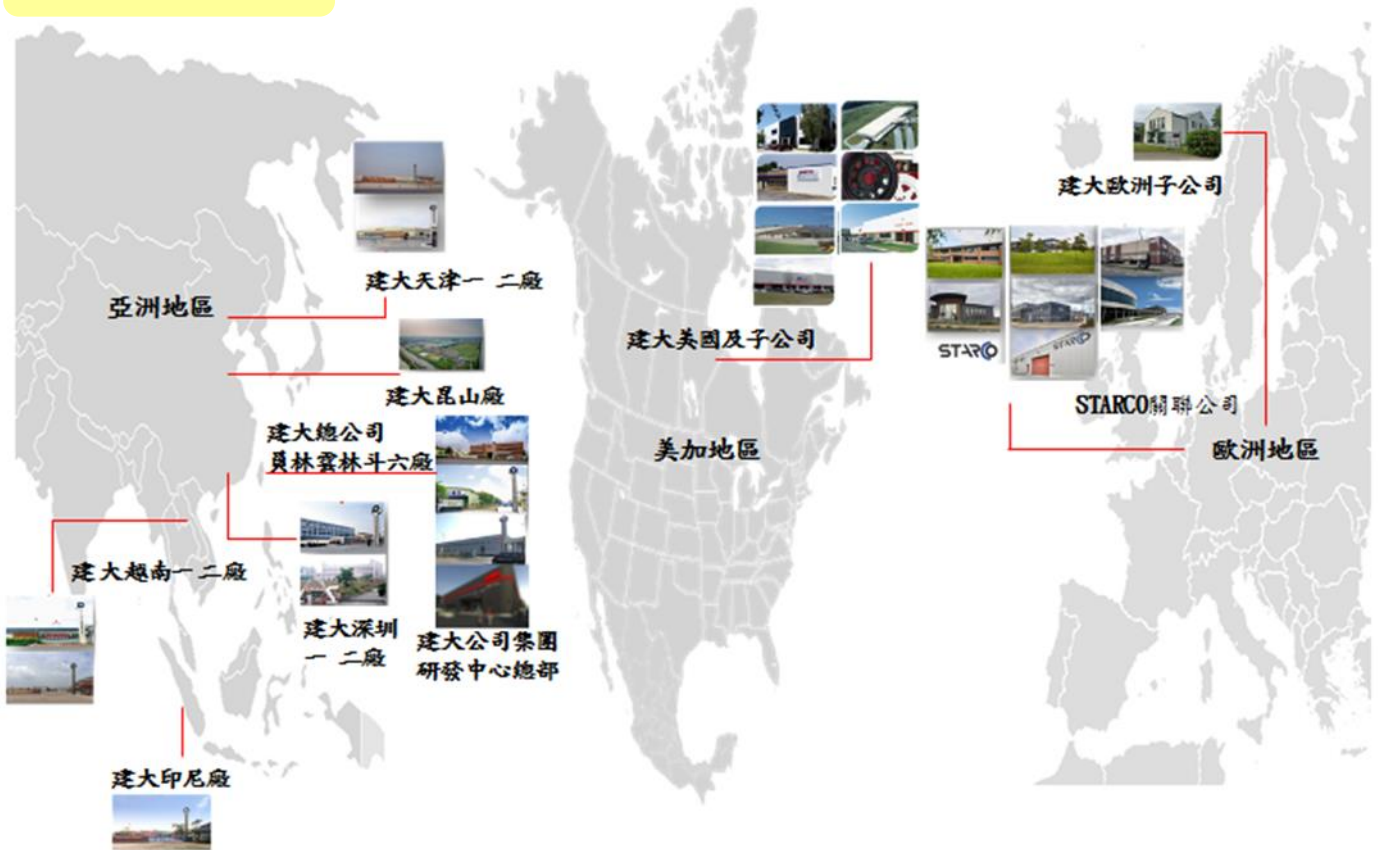 建大天津一 二廠
亞洲地區
建大昆山廠
建大總公司
員林雲林斗六廠
建大越南一二廠
建大深圳
一 二廠
建大公司集團
研發中心總部
建大印尼廠
建大美國及子公司
美加地區
建大歐洲子公司
STARCO
STARCO
STARCO關聯公司
歐洲地區